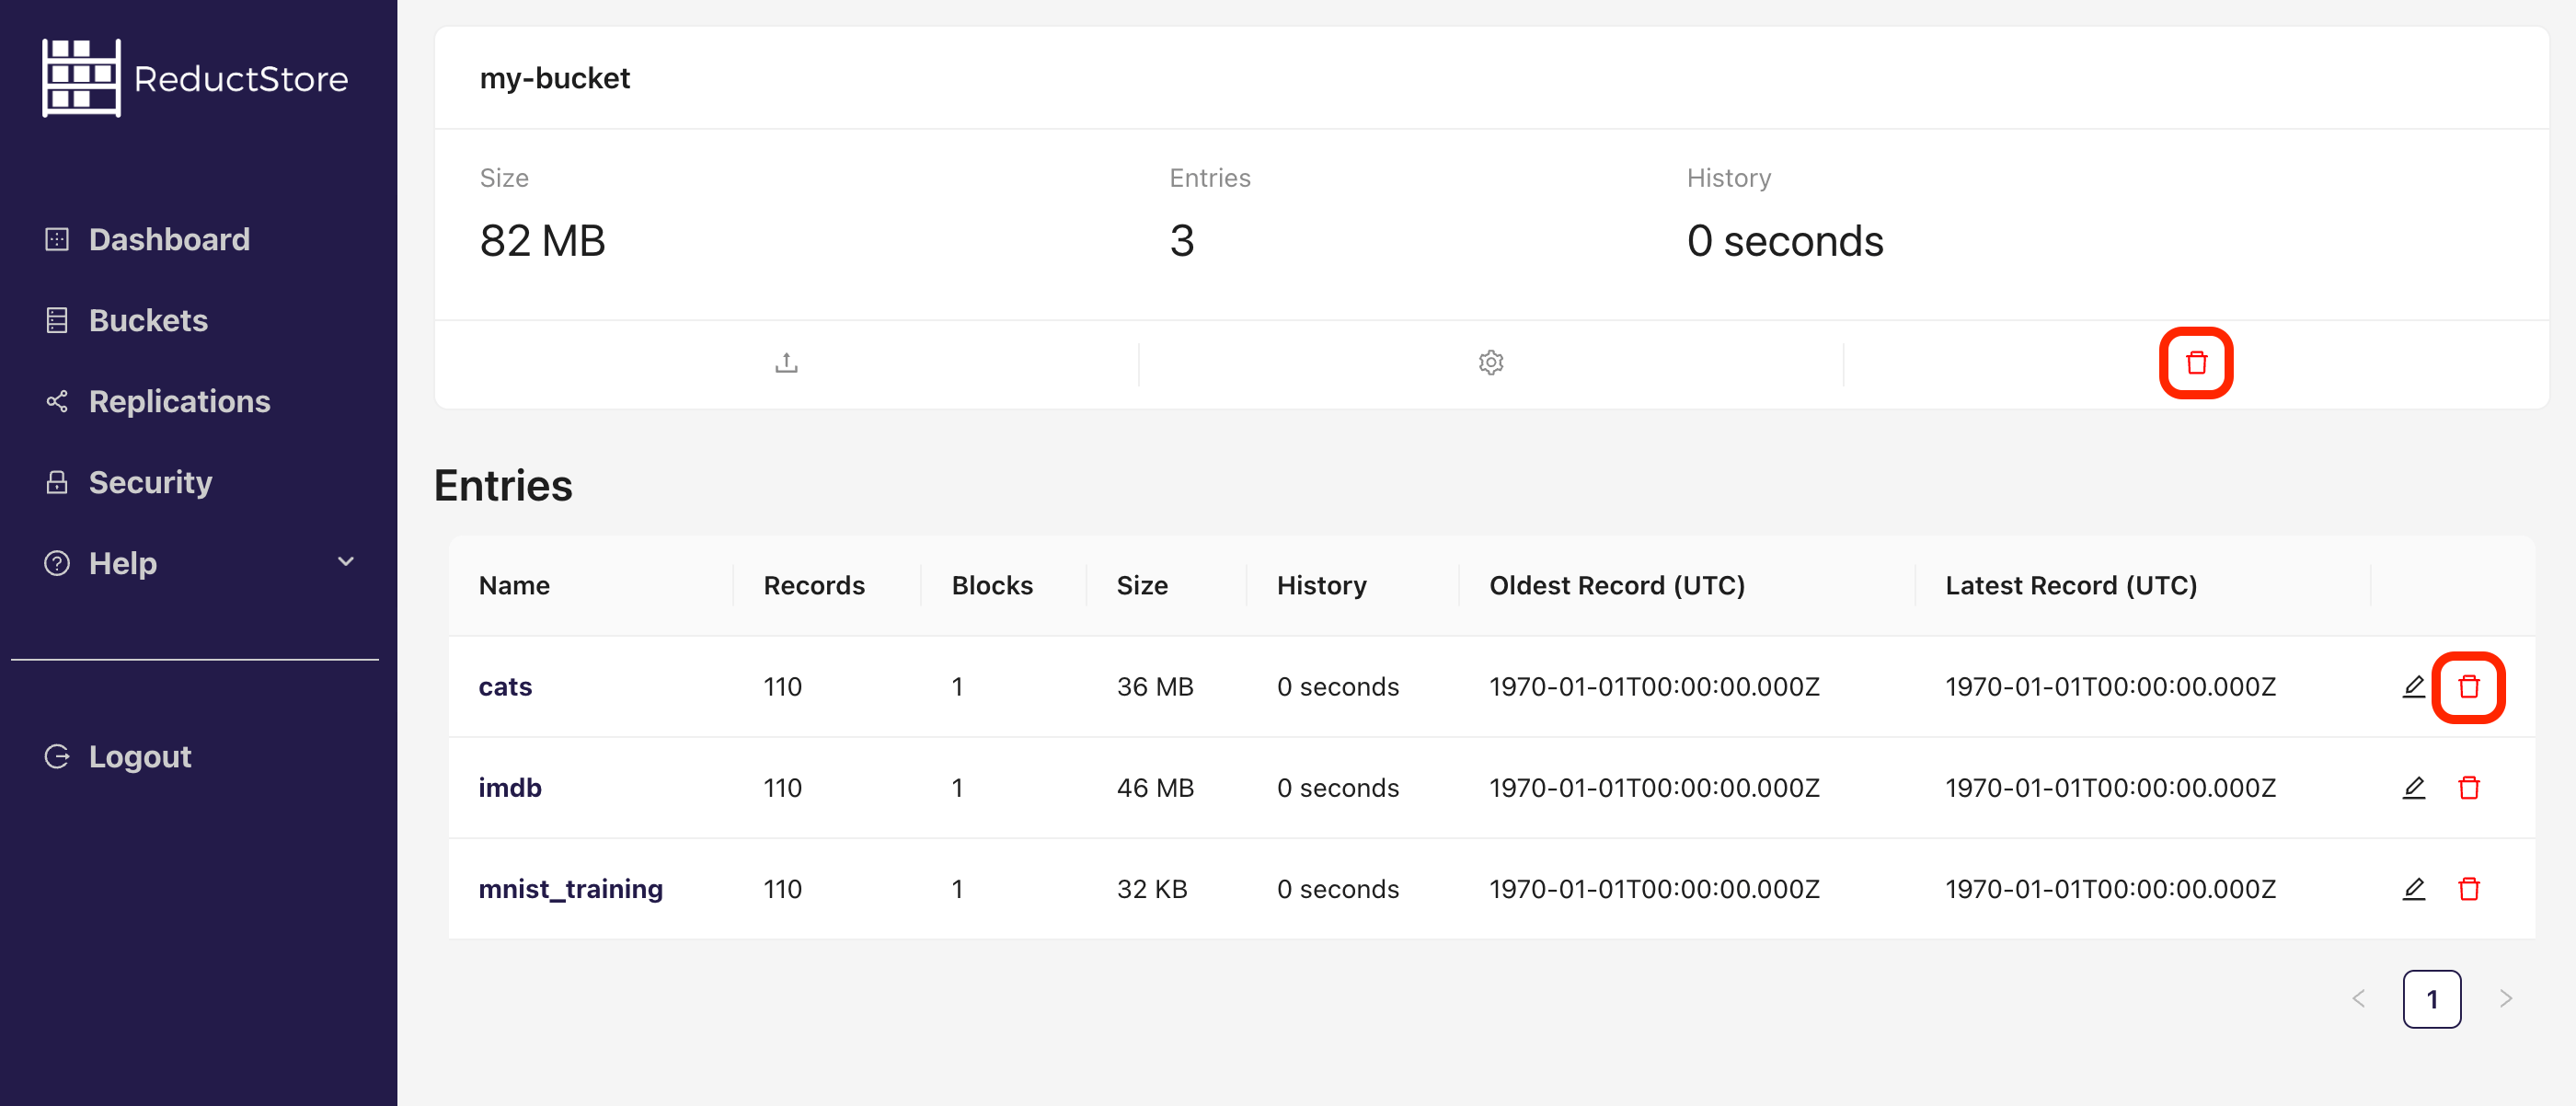 ReductStore
Dashboard
Buckets
Replications
Security
Help
Logout
my-bucket
Size Entries History
82 MB 3 0 seconds
Entries
Name Records Blocks Size History Oldest Record (UTC) Latest Record (UTC)
cats 110 1 36 MB 0 seconds 1970-01-01T00:00:00.000Z 1970-01-01T00:00:00.000Z
imdb 110 1 46 MB 0 seconds 1970-01-01T00:00:00.000Z 1970-01-01T00:00:00.000Z
mnist_training 110 1 32 KB 0 seconds 1970-01-01T00:00:00.000Z 1970-01-01T00:00:00.000Z
1